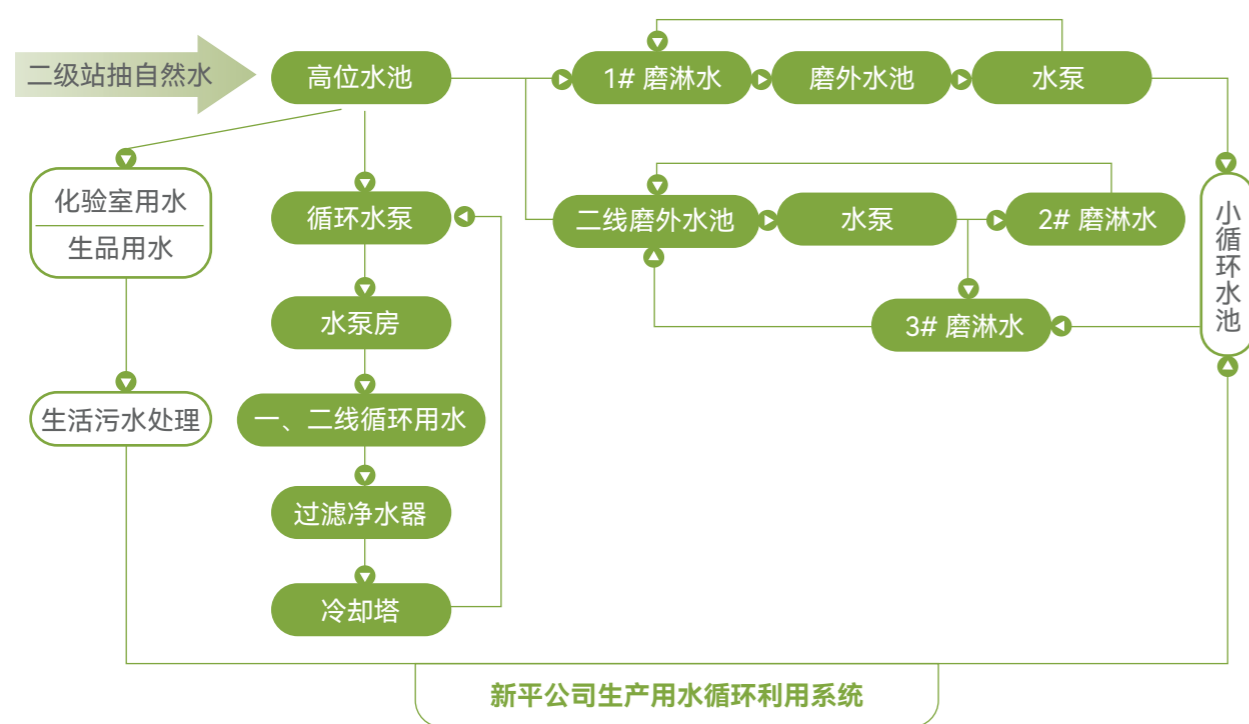 二级站抽自然水
高位水池
1# 磨淋水
磨外水池
水泵
化验室用水
生品用水
循环水泵
二线磨外水池
水泵
2# 磨淋水
小循环水池
水泵房
3# 磨淋水
生活污水处理
一、二线循环用水
过滤净水器
冷却塔
新平公司生产用水循环利用系统